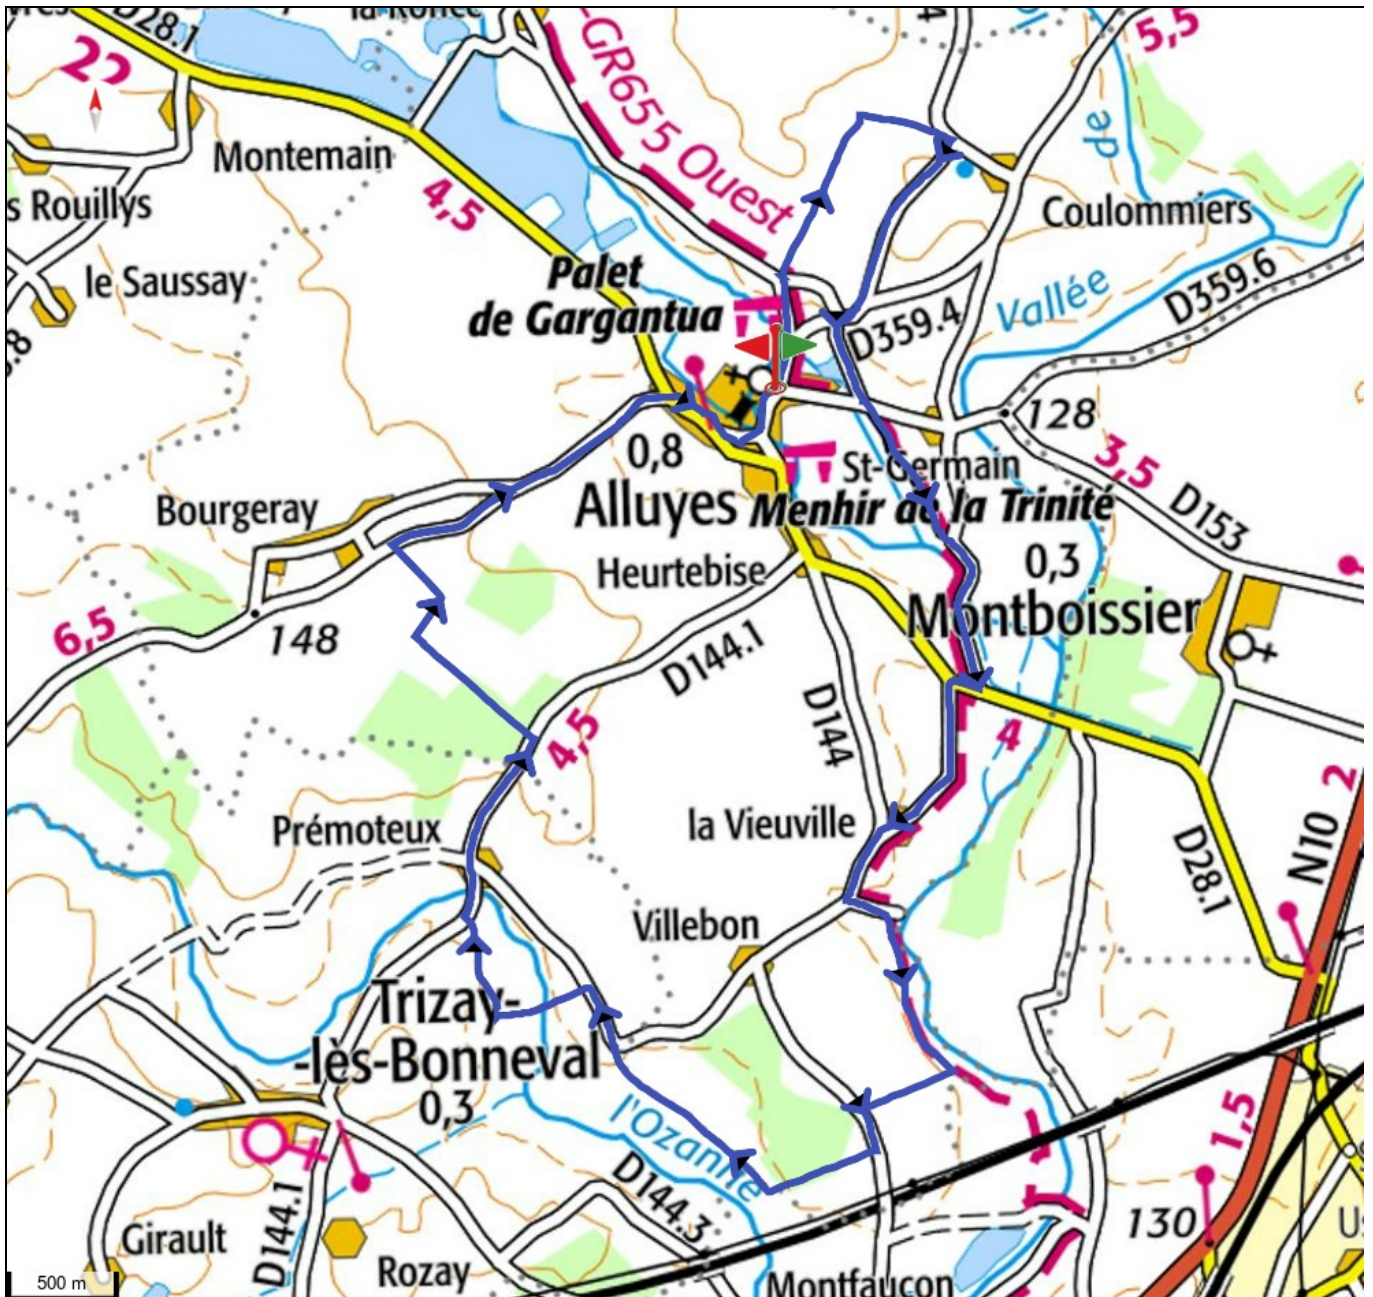 D28.1
la Ronce
22
GR655 Ouest
5,5
de
Montemain
4,5
s Rouillys
Coulommiers
le Saussay
Palet
de Gargantua
Vallée
D359.6
D359.4
128
0,8
St-Germain
3,5
D153
Bourgeray
Alluyes
Menhir de la Trinité
Heurtebise
0,3
Montboissier
148
6,5
D144.1
D144
4,5
4
Prémoteux
la Vieuville
D28.1
N10
2
Villebon
Trizay-
-lès-Bonneval
0,3
l'Ozanne
D144.3
1,5
130
Girault
D144.1
Rozay
Montfaucon
500 m